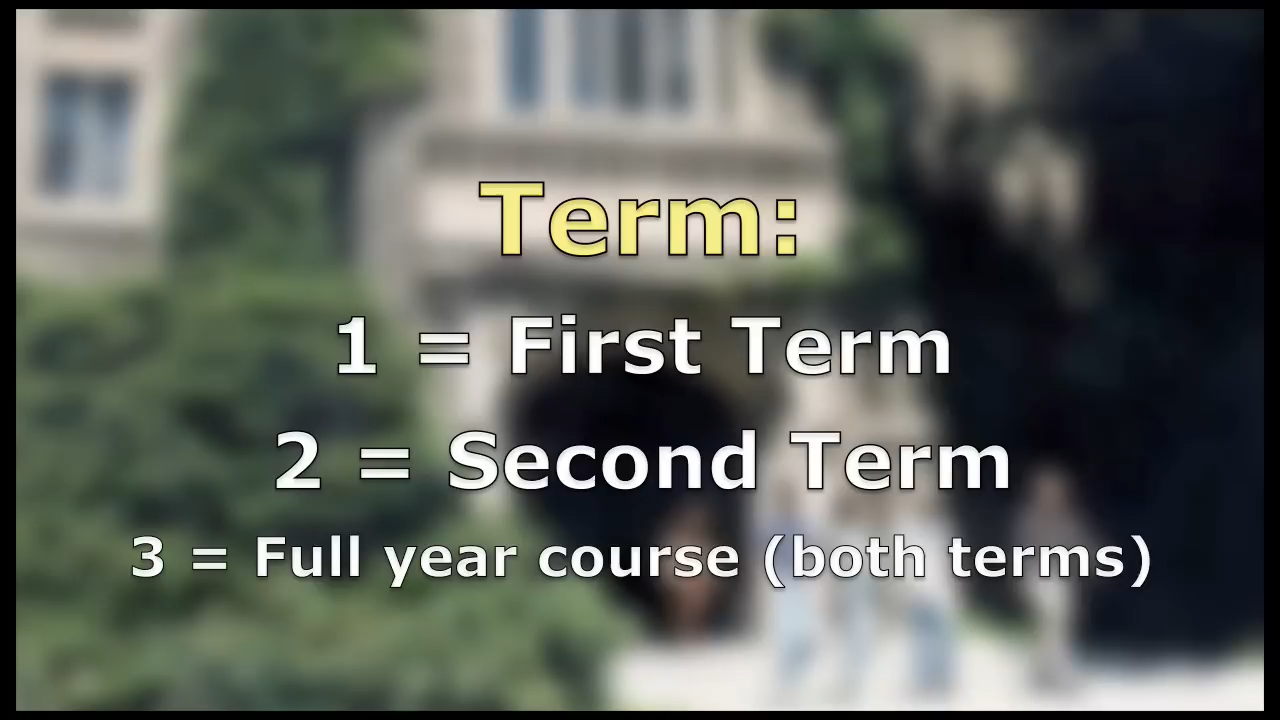 Term:
1 = First Term
2 = Second Term
3 = Full year course (both terms)